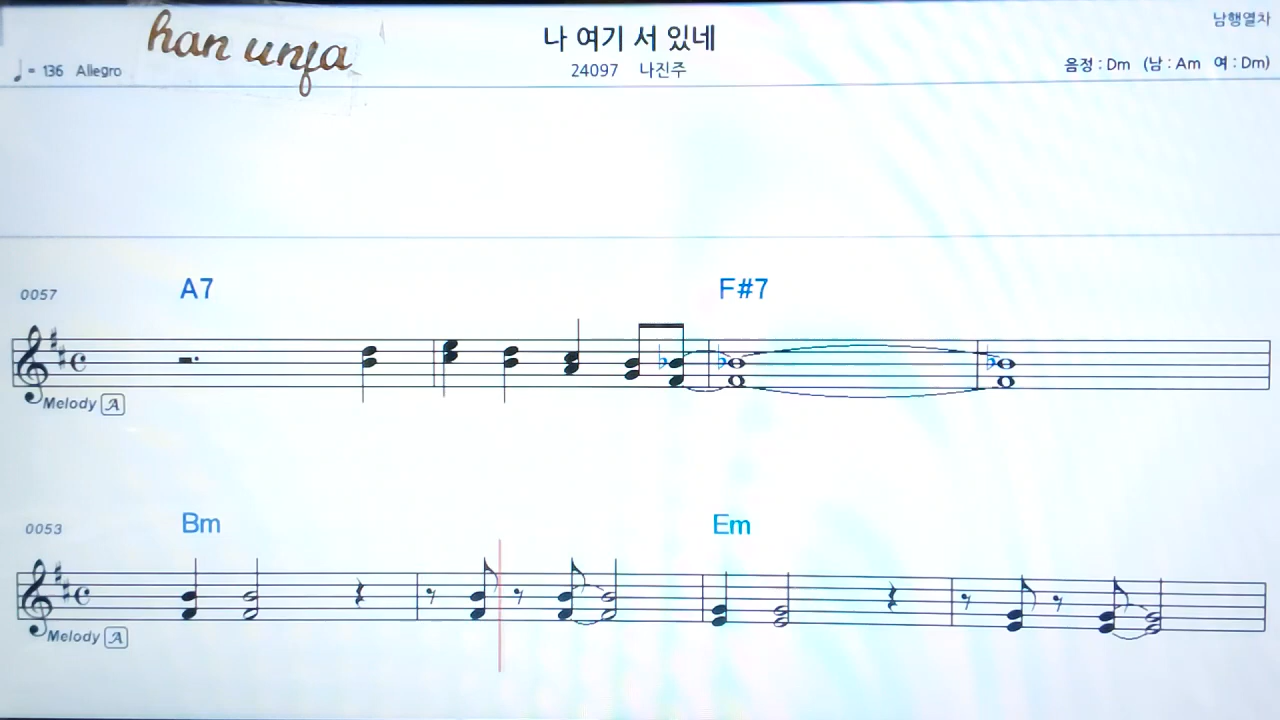 남행열차
han unja
나 여기 서 있네
♩= 136 Allegro
24097 나진주
음정 : Dm (남 : Am 여 : Dm)
0057
A7 F#7
Melody A
0053
Bm Em
Melody A